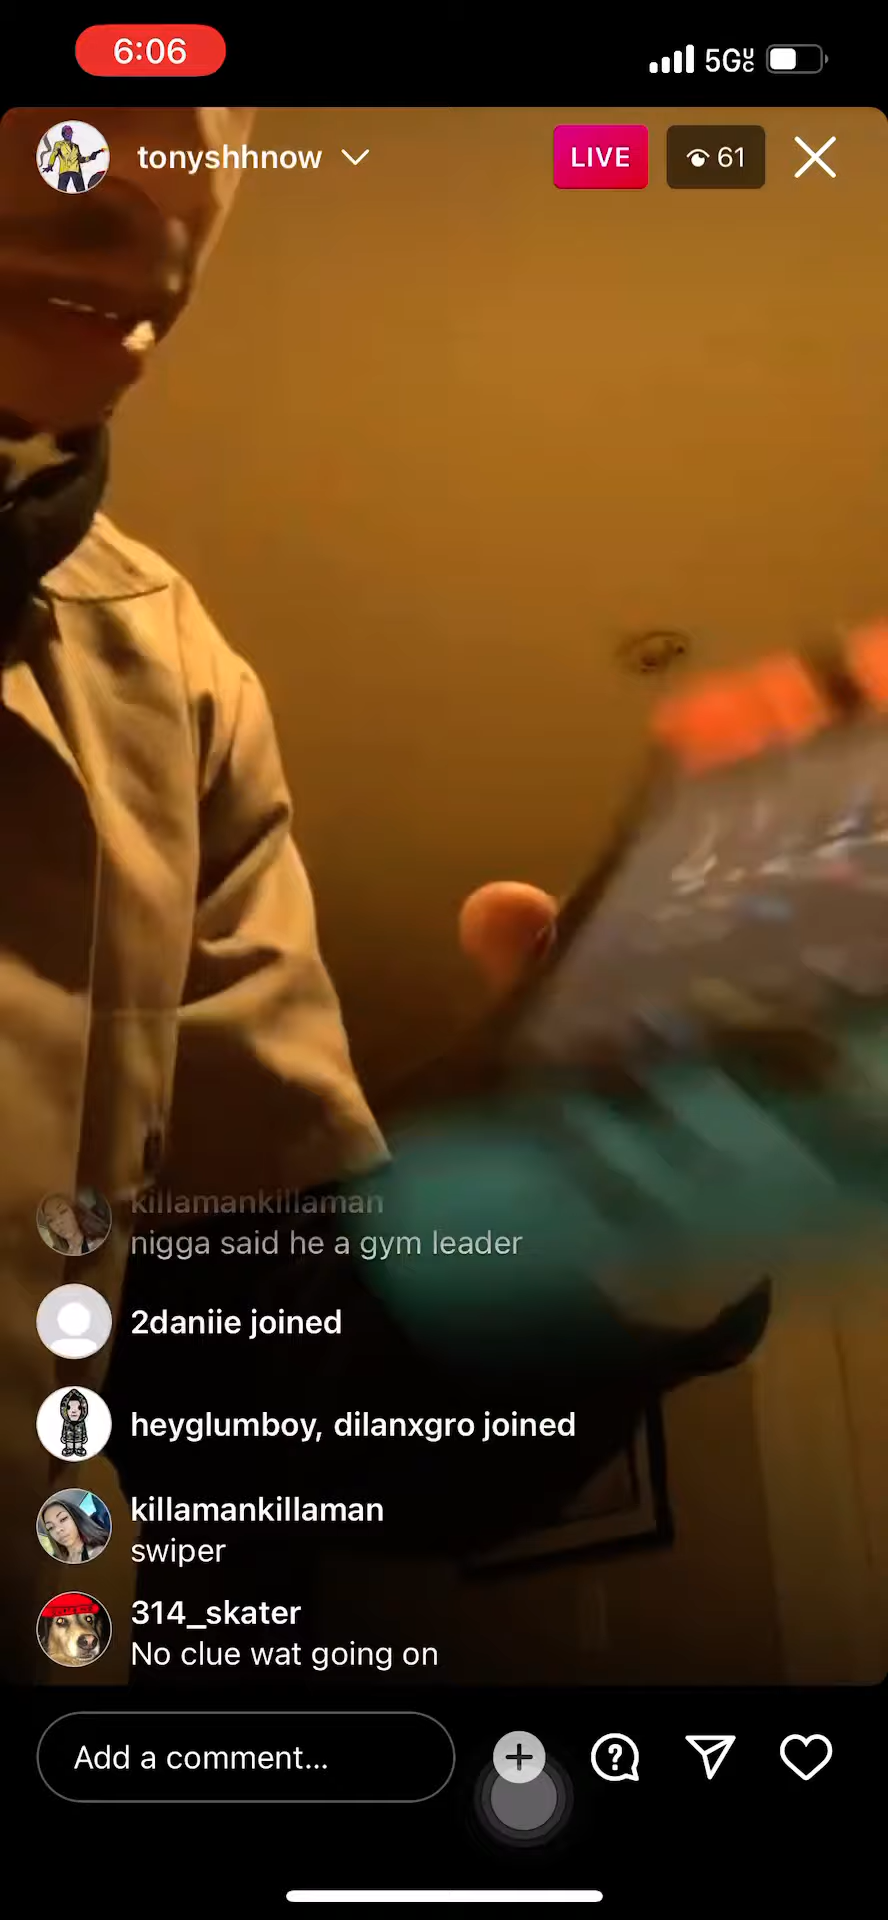 6:06
5G UC
tonyshhnow
LIVE
61
killamankillaman
nigga said he a gym leader
2daniie joined
heyglumboy, dilanxgro joined
killamankillaman
swiper
314_skater
No clue wat going on
Add a comment...